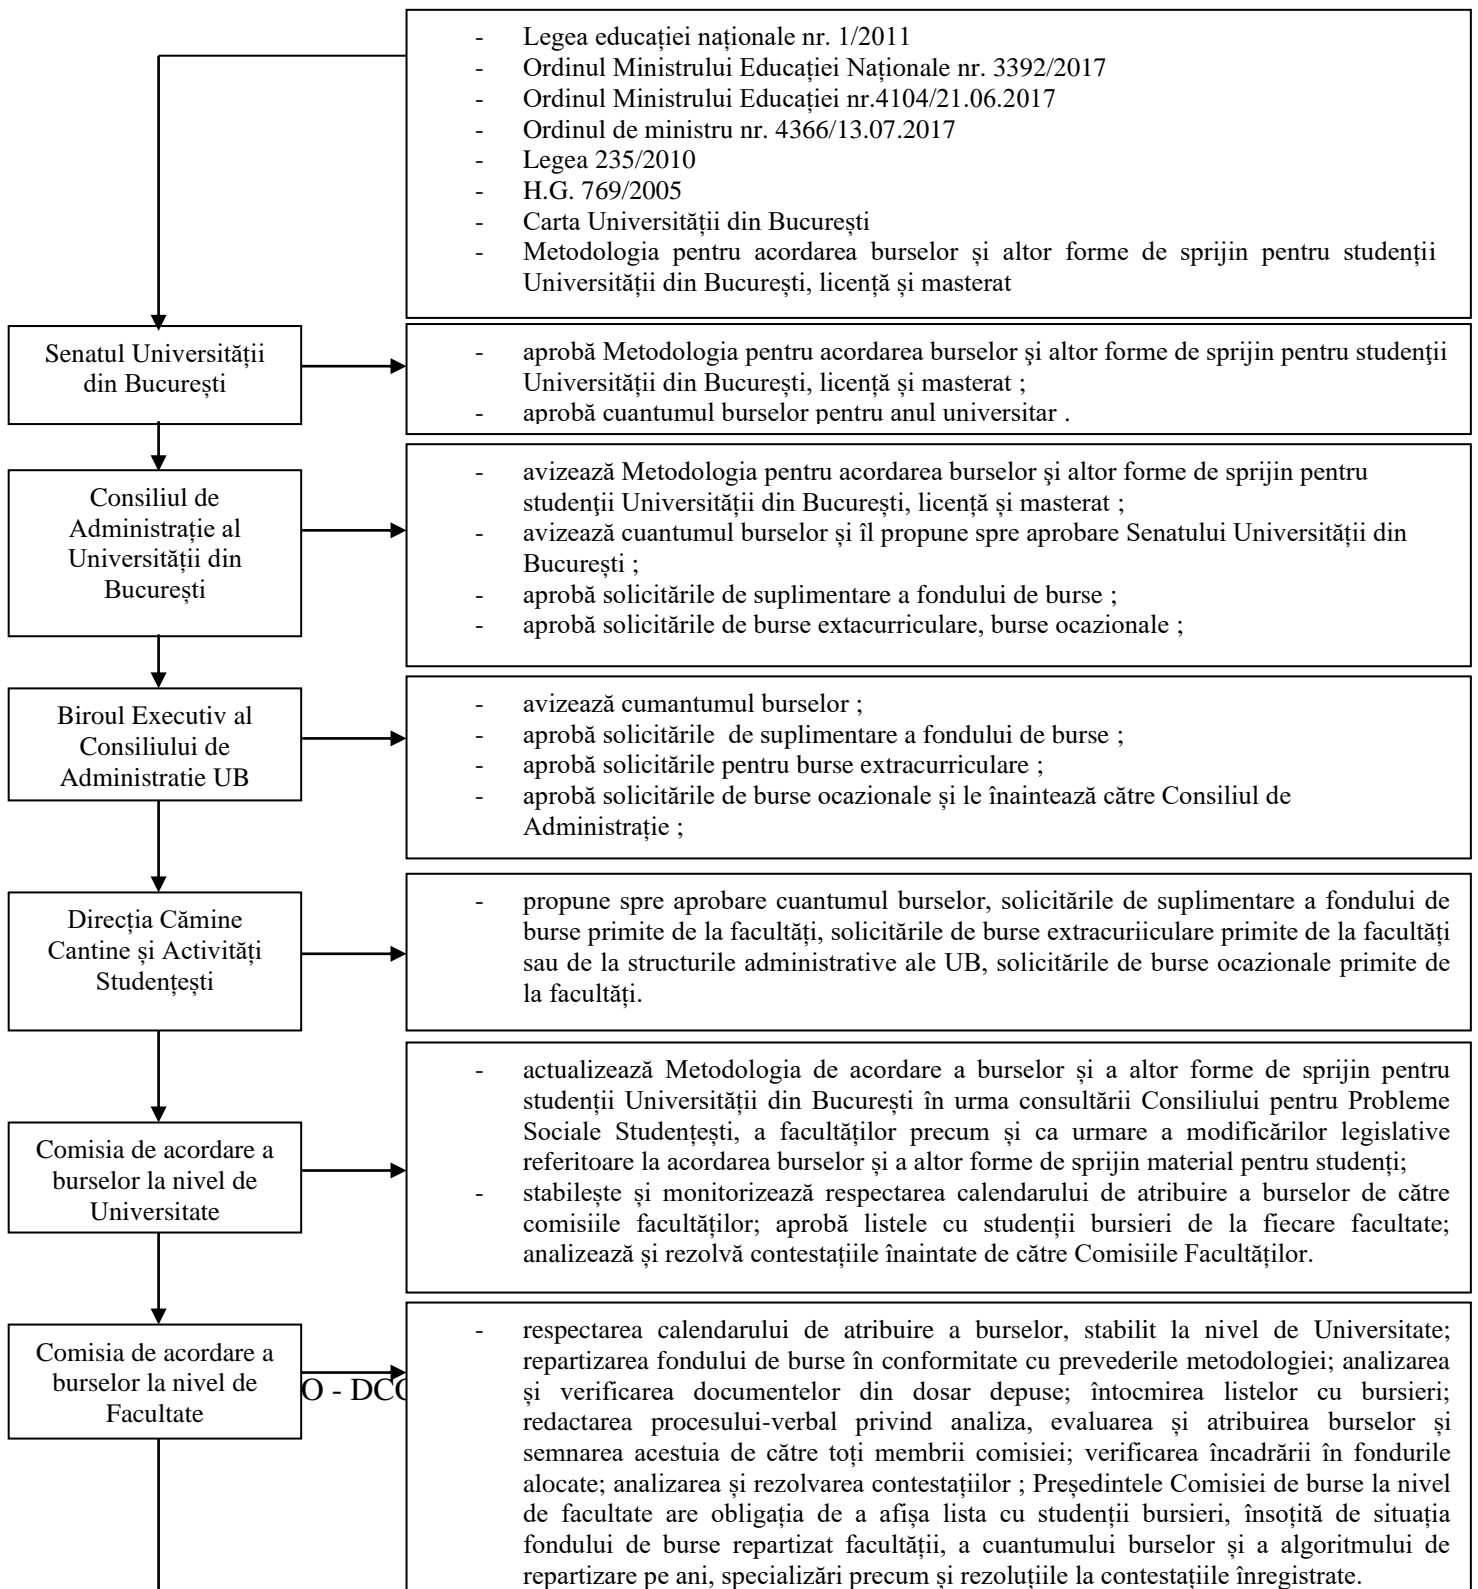 - Legea educației naționale nr. 1/2011
- Ordinul Ministrului Educației Naționale nr. 3392/2017
- Ordinul Ministrului Educației nr.4104/21.06.2017
- Ordinul de ministru nr. 4366/13.07.2017
- Legea 235/2010
- H.G. 769/2005
- Carta Universității din București
- Metodologia pentru acordarea burselor și altor forme de sprijin pentru studenții
Universității din București, licență și masterat
Senatul Universității
din București
- aprobă Metodologia pentru acordarea burselor şi altor forme de sprijin pentru studenţii
Universității din București, licență și masterat ;
- aprobă cuantumul burselor pentru anul universitar .
Consiliul de
Administrație al
Universității din
București
- avizează Metodologia pentru acordarea burselor şi altor forme de sprijin pentru
studenţii Universității din București, licență și masterat ;
- avizează cuantumul burselor și îl propune spre aprobare Senatului Universității din
București ;
- aprobă solicitările de suplimentare a fondului de burse ;
- aprobă solicitările de burse extacurriculare, burse ocazionale ;
Biroul Executiv al
Consiliului de
Administratie UB
- avizează cumantumul burselor ;
- aprobă solicitările  de suplimentare a fondului de burse ;
- aprobă solicitările pentru burse extracurriculare ;
- aprobă solicitările de burse ocazionale și le înaintează către Consiliul de
Administrație ;
Direcția Cămine
Cantine și Activități
Studențești
- propune spre aprobare cuantumul burselor, solicitările de suplimentare a fondului de
burse primite de la facultăți, solicitările de burse extracuriiculare primite de la facultăți
sau de la structurile administrative ale UB, solicitările de burse ocazionale primite de
la facultăți.
Comisia de acordare a
burselor la nivel de
Universitate
- actualizează Metodologia de acordare a burselor și a altor forme de sprijin pentru
studenții Universității din București în urma consultării Consiliului pentru Probleme
Sociale Studențești, a facultăților precum și ca urmare a modificărilor legislative
referitoare la acordarea burselor și a altor forme de sprijin material pentru studenți;
- stabilește și monitorizează respectarea calendarului de atribuire a burselor de către
comisiile facultăților; aprobă listele cu studenții bursieri de la fiecare facultate;
analizează și rezolvă contestațiile înaintate de către Comisiile Facultăților.
Comisia de acordare a
burselor la nivel de
Facultate
O - DCC
- respectarea calendarului de atribuire a burselor, stabilit la nivel de Universitate;
repartizarea fondului de burse în conformitate cu prevederile metodologiei; analizarea
și verificarea documentelor din dosar depuse; întocmirea listelor cu bursieri;
redactarea procesului-verbal privind analiza, evaluarea și atribuirea burselor și
semnarea acestuia de către toți membrii comisiei; verificarea încadrării în fondurile
alocate; analizarea și rezolvarea contestațiilor ; Președintele Comisiei de burse la nivel
de facultate are obligația de a afișa lista cu studenții bursieri, însoțită de situația
fondului de burse repartizat facultății, a cuantumului burselor și a algoritmului de
repartizare pe ani, specializări precum și rezoluțiile la contestațiile înregistrate.